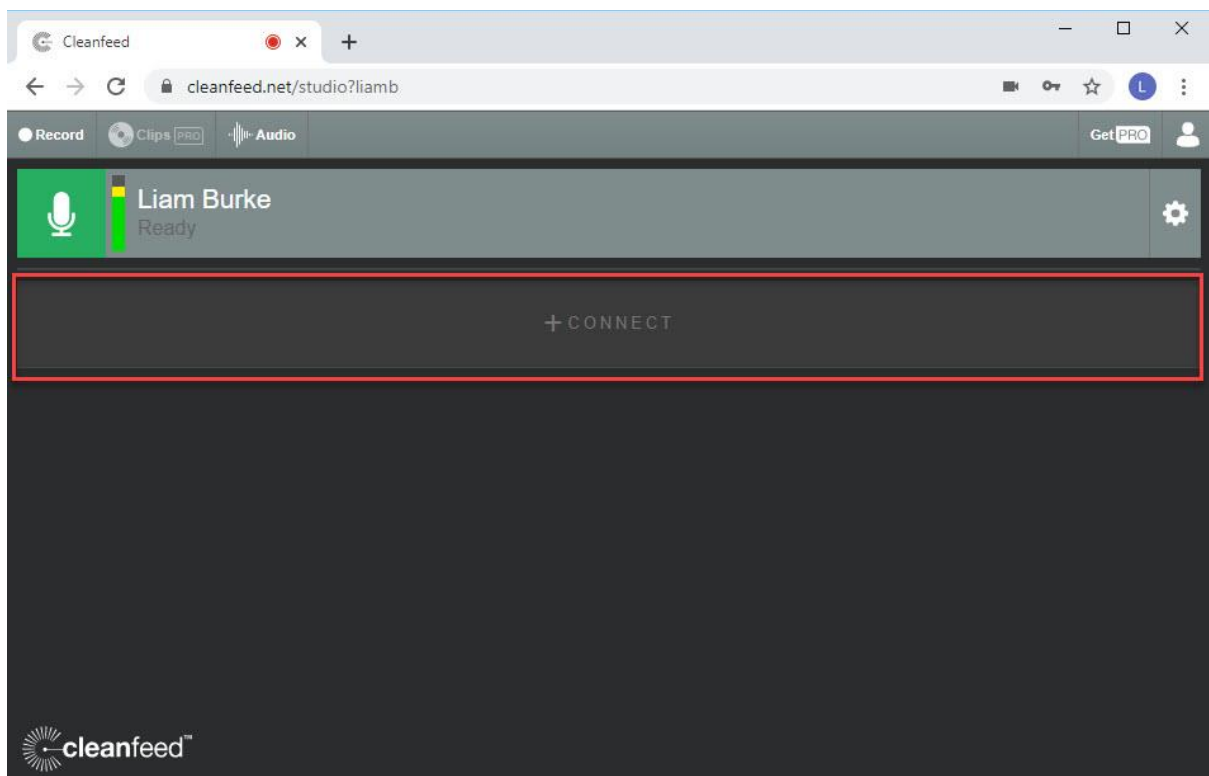 Cleanfeed
cleanfeed.net/studio?liamb
L
Record Clips PRO Audio Get PRO
Liam Burke
Ready
+CONNECT
cleanfeed™